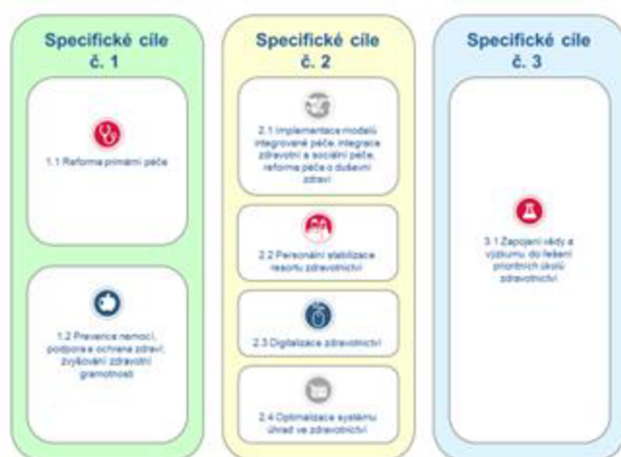 Specifické cíle
č. 1
1.1 Reforma primární péče
1.2 Prevence nemocí,
podpora a ochrana zdraví;
zvyšování zdravotní
gramotnosti
Specifické cíle
č. 2
2.1 Implementace modelů
integrované péče, integrace
zdravotní a sociální péče,
reforma péče o duševní
zdraví
2.2 Personální stabilizace
resortu zdravotnictví
2.3 Digitalizace zdravotnictví
2.4 Optimalizace systému
úhrad ve zdravotnictví
Specifické cíle
č. 3
3.1 Zapojení vědy a
výzkumu do řešení
prioritních úkolů
zdravotnictví